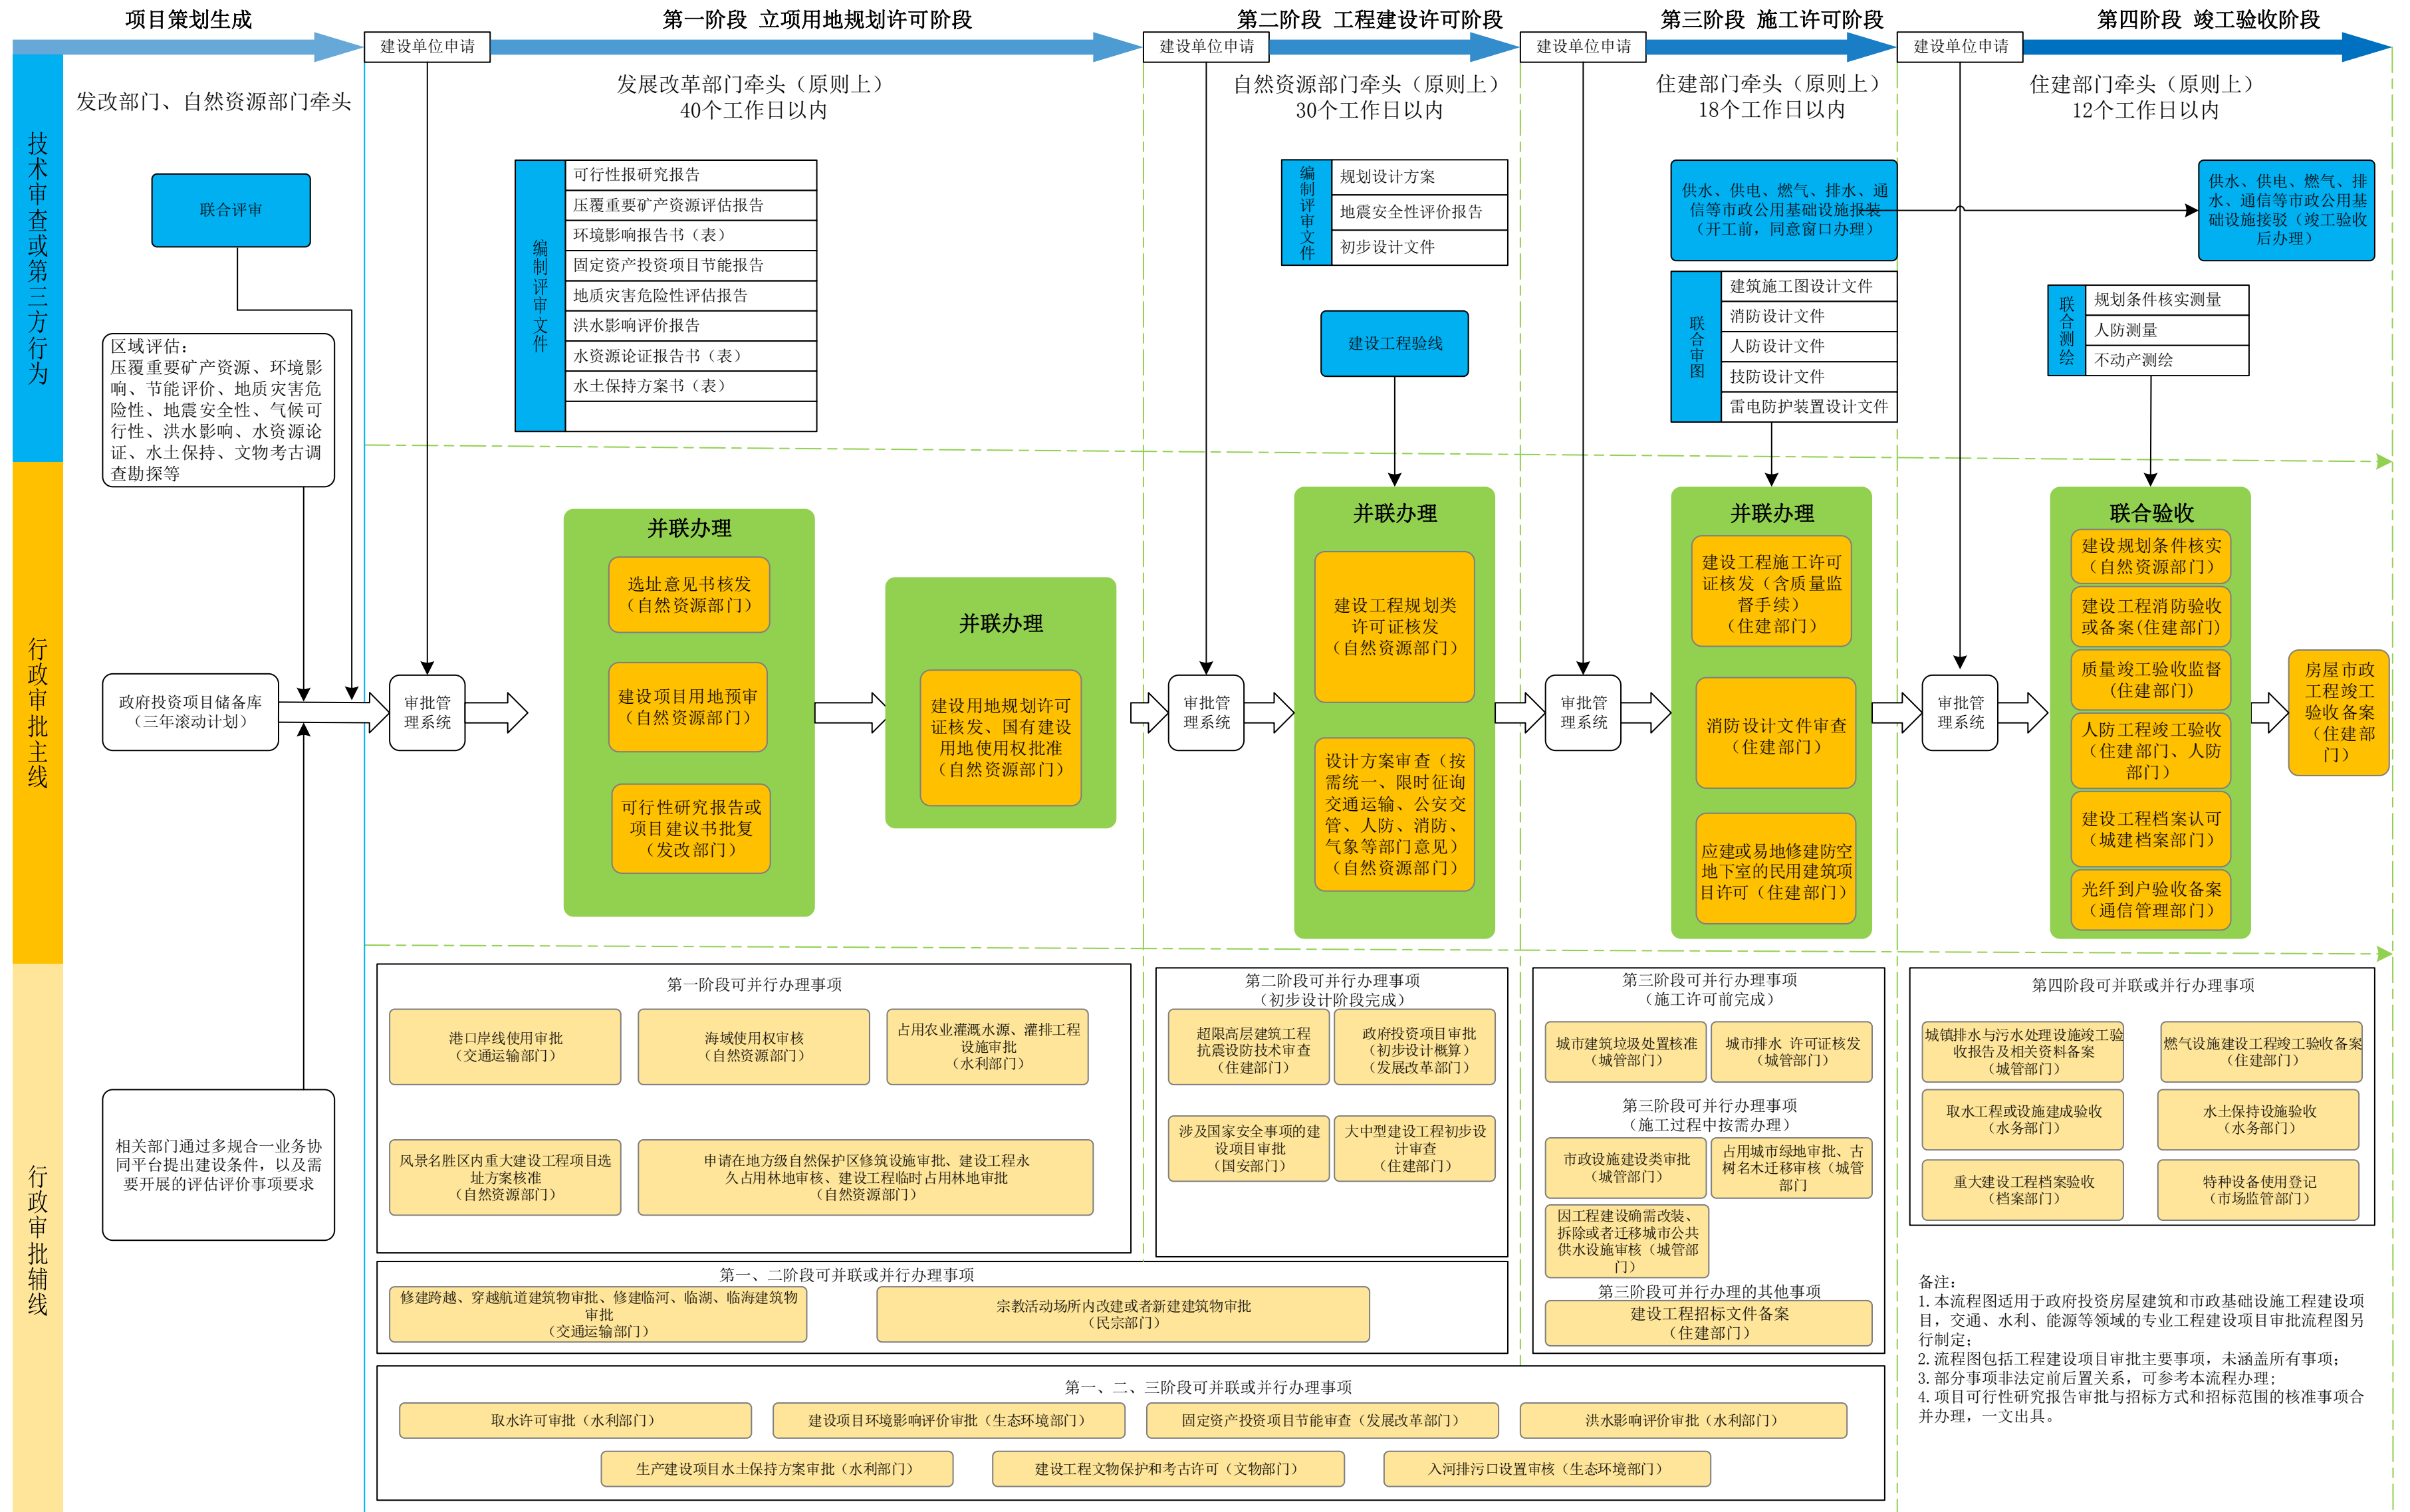 项目策划生成
第一阶段 立项用地规划许可阶段
第二阶段 工程建设许可阶段
第三阶段 施工许可阶段
第四阶段 竣工验收阶段
建设单位申请
建设单位申请
建设单位申请
建设单位申请
技术审查或第三方行为
行政审批主线
行政审批辅线
发改部门、自然资源部门牵头
联合评审
区域评估：
压覆重要矿产资源、环境影
响、节能评价、地质灾害危
险性、地震安全性、气候可
行性、洪水影响、水资源论
证、水土保持、文物考古调
查勘探等
政府投资项目储备库
（三年滚动计划）
相关部门通过多规合一业务协
同平台提出建设条件，以及需
要开展的评估评价事项要求
发展改革部门牵头（原则上）
40个工作日以内
编制评审文件
可行性报研究报告
压覆重要矿产资源评估报告
环境影响报告书（表）
固定资产投资项目节能报告
地质灾害危险性评估报告
洪水影响评价报告
水资源论证报告书（表）
水土保持方案书（表）
审批管
理系统
并联办理
选址意见书核发
（自然资源部门）
建设项目用地预审
（自然资源部门）
可行性研究报告或
项目建议书批复
（发改部门）
并联办理
建设用地规划许可
证核发、国有建设
用地使用权批准
（自然资源部门）
自然资源部门牵头（原则上）
30个工作日以内
编制评审文件
规划设计方案
地震安全性评价报告
初步设计文件
建设工程验线
审批管
理系统
并联办理
建设工程规划类
许可证核发
（自然资源部门）
设计方案审查（按
需统一、限时征询
交通运输、公安交
管、人防、消防、
气象等部门意见）
（自然资源部门）
住建部门牵头（原则上）
18个工作日以内
供水、供电、燃气、排水、通
信等市政公用基础设施报装
（开工前，同意窗口办理）
联合审图
建筑施工图设计文件
消防设计文件
人防设计文件
技防设计文件
雷电防护装置设计文件
审批管
理系统
并联办理
建设工程施工许可
证核发（含质量监
督手续）
（住建部门）
消防设计文件审查
（住建部门）
应建或易地修建防空
地下室的民用建筑项
目许可（住建部门）
住建部门牵头（原则上）
12个工作日以内
供水、供电、燃气、排
水、通信等市政公用基
础设施接驳（竣工验收
后办理）
联合测绘
规划条件核实测量
人防测量
不动产测绘
审批管
理系统
联合验收
建设规划条件核实
（自然资源部门）
建设工程消防验收
或备案(住建部门)
质量竣工验收监督
(住建部门)
人防工程竣工验收
（住建部门、人防
部门）
建设工程档案认可
（城建档案部门）
光纤到户验收备案
（通信管理部门）
房屋市政
工程竣工
验收备案
（住建部
门）
第一阶段可并行办理事项
港口岸线使用审批
（交通运输部门）
海域使用权审核
（自然资源部门）
占用农业灌溉水源、灌排工程
设施审批
（水利部门）
风景名胜区内重大建设工程项目选
址方案核准
（自然资源部门）
申请在地方级自然保护区修筑设施审批、建设工程永
久占用林地审核、建设工程临时占用林地审批
（自然资源部门）
第二阶段可并行办理事项
（初步设计阶段完成）
超限高层建筑工程
抗震设防技术审查
（住建部门）
政府投资项目审批
（初步设计概算）
（发展改革部门）
涉及国家安全事项的建
设项目审批
（国安部门）
大中型建设工程初步设
计审查
（住建部门）
第一、二阶段可并联或并行办理事项
修建跨越、穿越航道建筑物审批、修建临河、临湖、临海建筑物
审批
（交通运输部门）
宗教活动场所内改建或者新建建筑物审批
（民宗部门）
第三阶段可并行办理事项
（施工许可前完成）
城市建筑垃圾处置核准
（城管部门）
城市排水 许可证核发
（城管部门）
第三阶段可并行办理事项
（施工过程中按需办理）
市政设施建设类审批
（城管部门）
占用城市绿地审批、古
树名木迁移审核（城管
部门
因工程建设确需改装、
拆除或者迁移城市公共
供水设施审核（城管部
门）
第三阶段可并行办理的其他事项
建设工程招标文件备案
（住建部门）
第四阶段可并联或并行办理事项
城镇排水与污水处理设施竣工验
收报告及相关资料备案
（城管部门）
燃气设施建设工程竣工验收备案
（住建部门）
取水工程或设施建成验收
（水务部门）
水土保持设施验收
（水务部门）
重大建设工程档案验收
（档案部门）
特种设备使用登记
（市场监管部门）
第一、二、三阶段可并联或并行办理事项
取水许可审批（水利部门）
建设项目环境影响评价审批（生态环境部门）
固定资产投资项目节能审查（发展改革部门）
洪水影响评价审批（水利部门）
生产建设项目水土保持方案审批（水利部门）
建设工程文物保护和考古许可（文物部门）
入河排污口设置审核（生态环境部门）
备注：
1.本流程图适用于政府投资房屋建筑和市政基础设施工程建设项
目，交通、水利、能源等领域的专业工程建设项目审批流程图另
行制定；
2.流程图包括工程建设项目审批主要事项，未涵盖所有事项；
3.部分事项非法定前后置关系，可参考本流程办理；
4.项目可行性研究报告审批与招标方式和招标范围的核准事项合
并办理，一文出具。